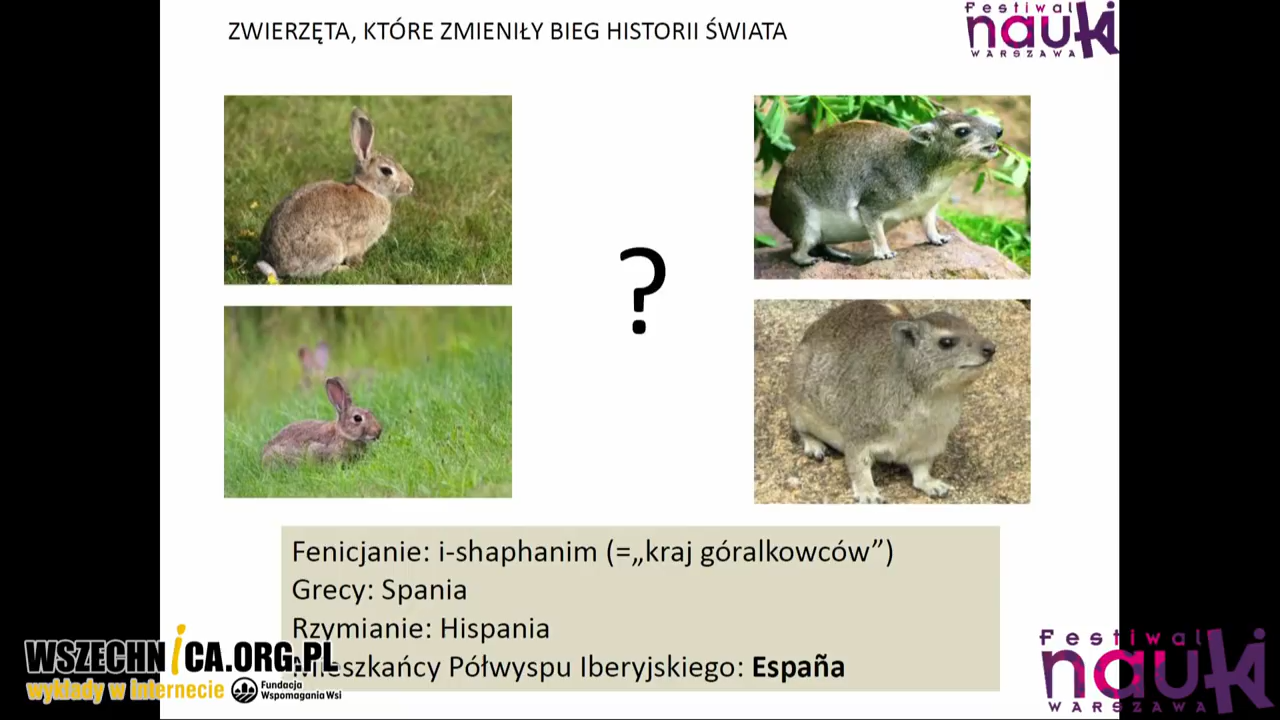 ZWIERZĘTA, KTÓRE ZMIENIŁY BIEG HISTORII ŚWIATA
Festiwal
nauki
WARSZAWA
?
Fenicjanie: i-shaphanim (=„kraj góralkowców”)
Grecy: Spania
Rzymianie: Hispania
Mieszkańcy Półwyspu Iberyjskiego: España
WSZECHNICA.ORG.PL
wykłady w internecie
Fundacja
Wspomagania Wsi
Festiwal
nauki
WARSZAWA